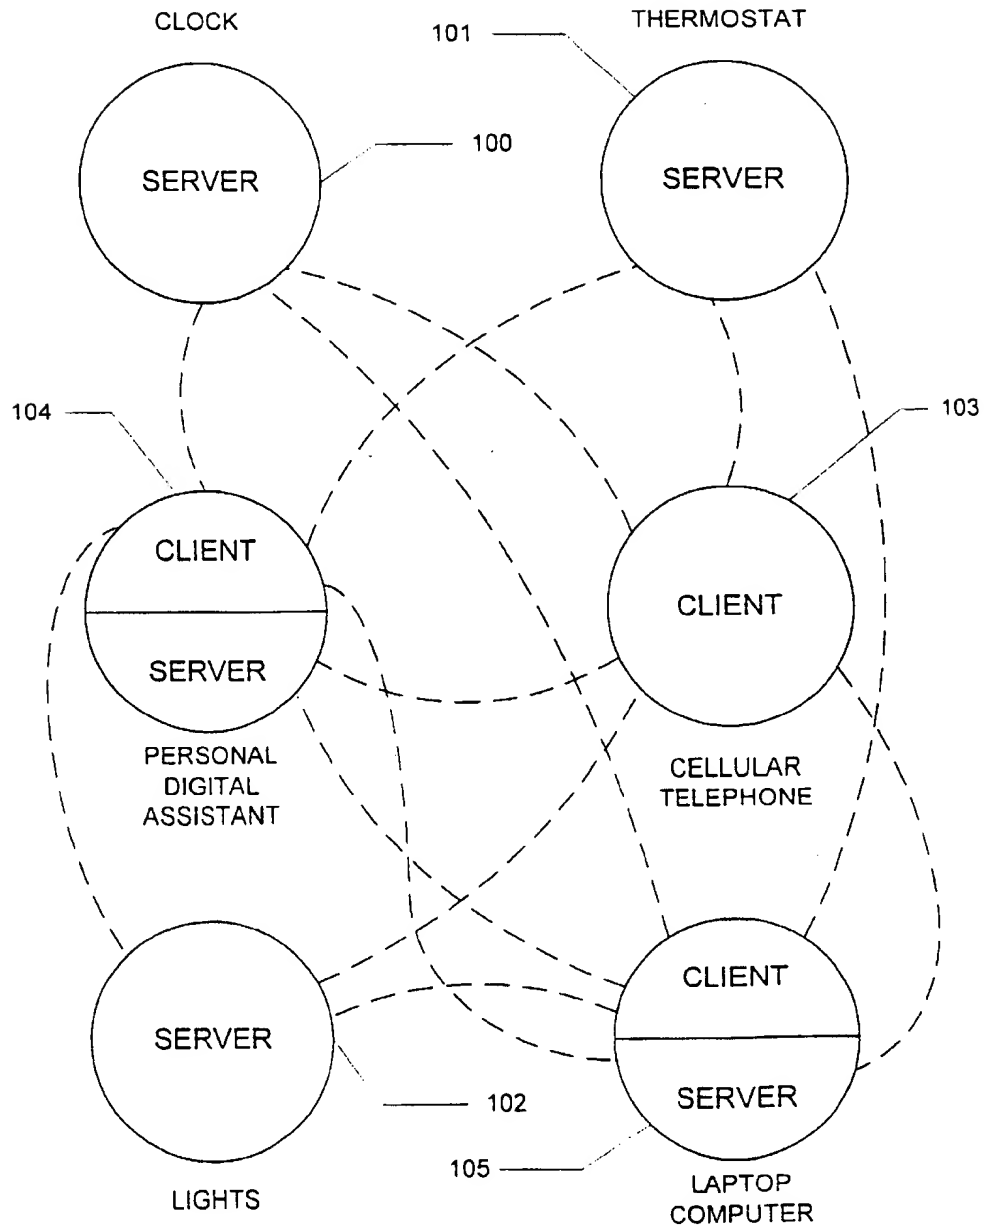 CLOCK
THERMOSTAT
101
100
SERVER
SERVER
104
103
CLIENT
SERVER
CLIENT
PERSONAL
DIGITAL
ASSISTANT
CELLULAR
TELEPHONE
CLIENT
SERVER
SERVER
102
105
LIGHTS
LAPTOP
COMPUTER